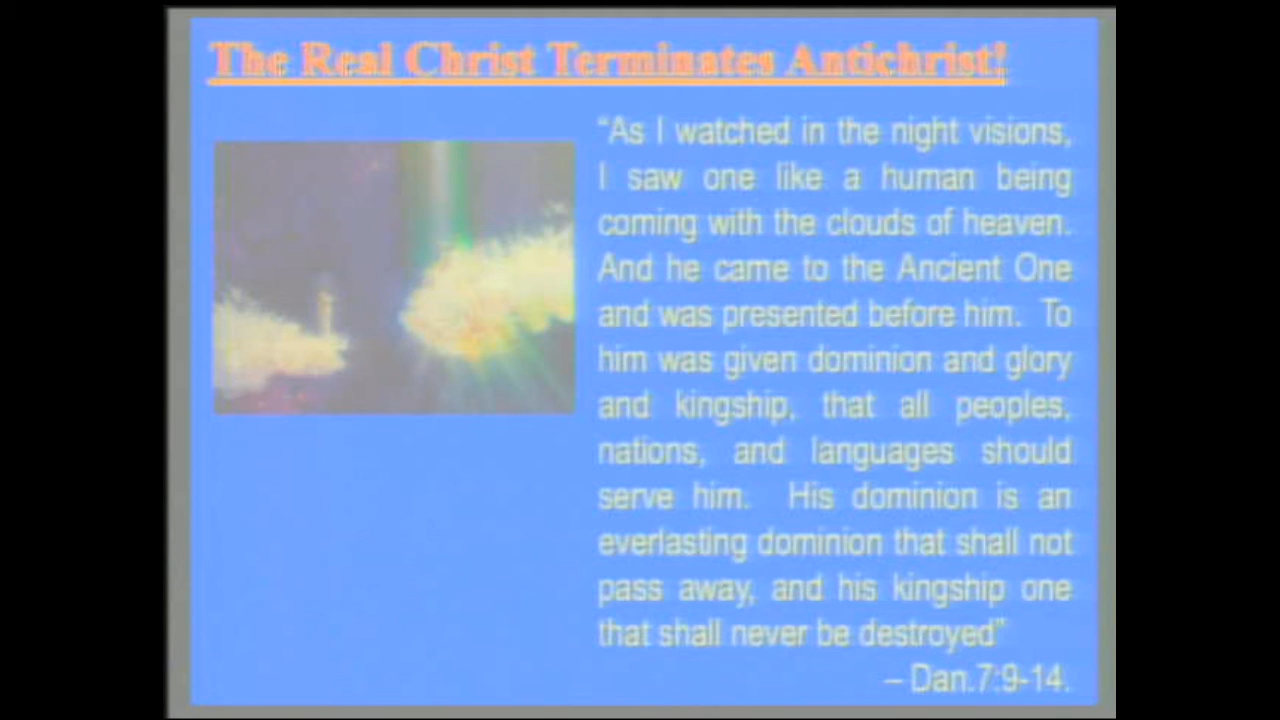 The Real Christ Terminates Antichrist!
“As I watched in the night visions,
I saw one like a human being
coming with the clouds of heaven.
And he came to the Ancient One
and was presented before him. To
him was given dominion and glory
and kingship, that all peoples,
nations, and languages should
serve him. His dominion is an
everlasting dominion that shall not
pass away, and his kingship one
that shall never be destroyed”
– Dan.7:9-14.